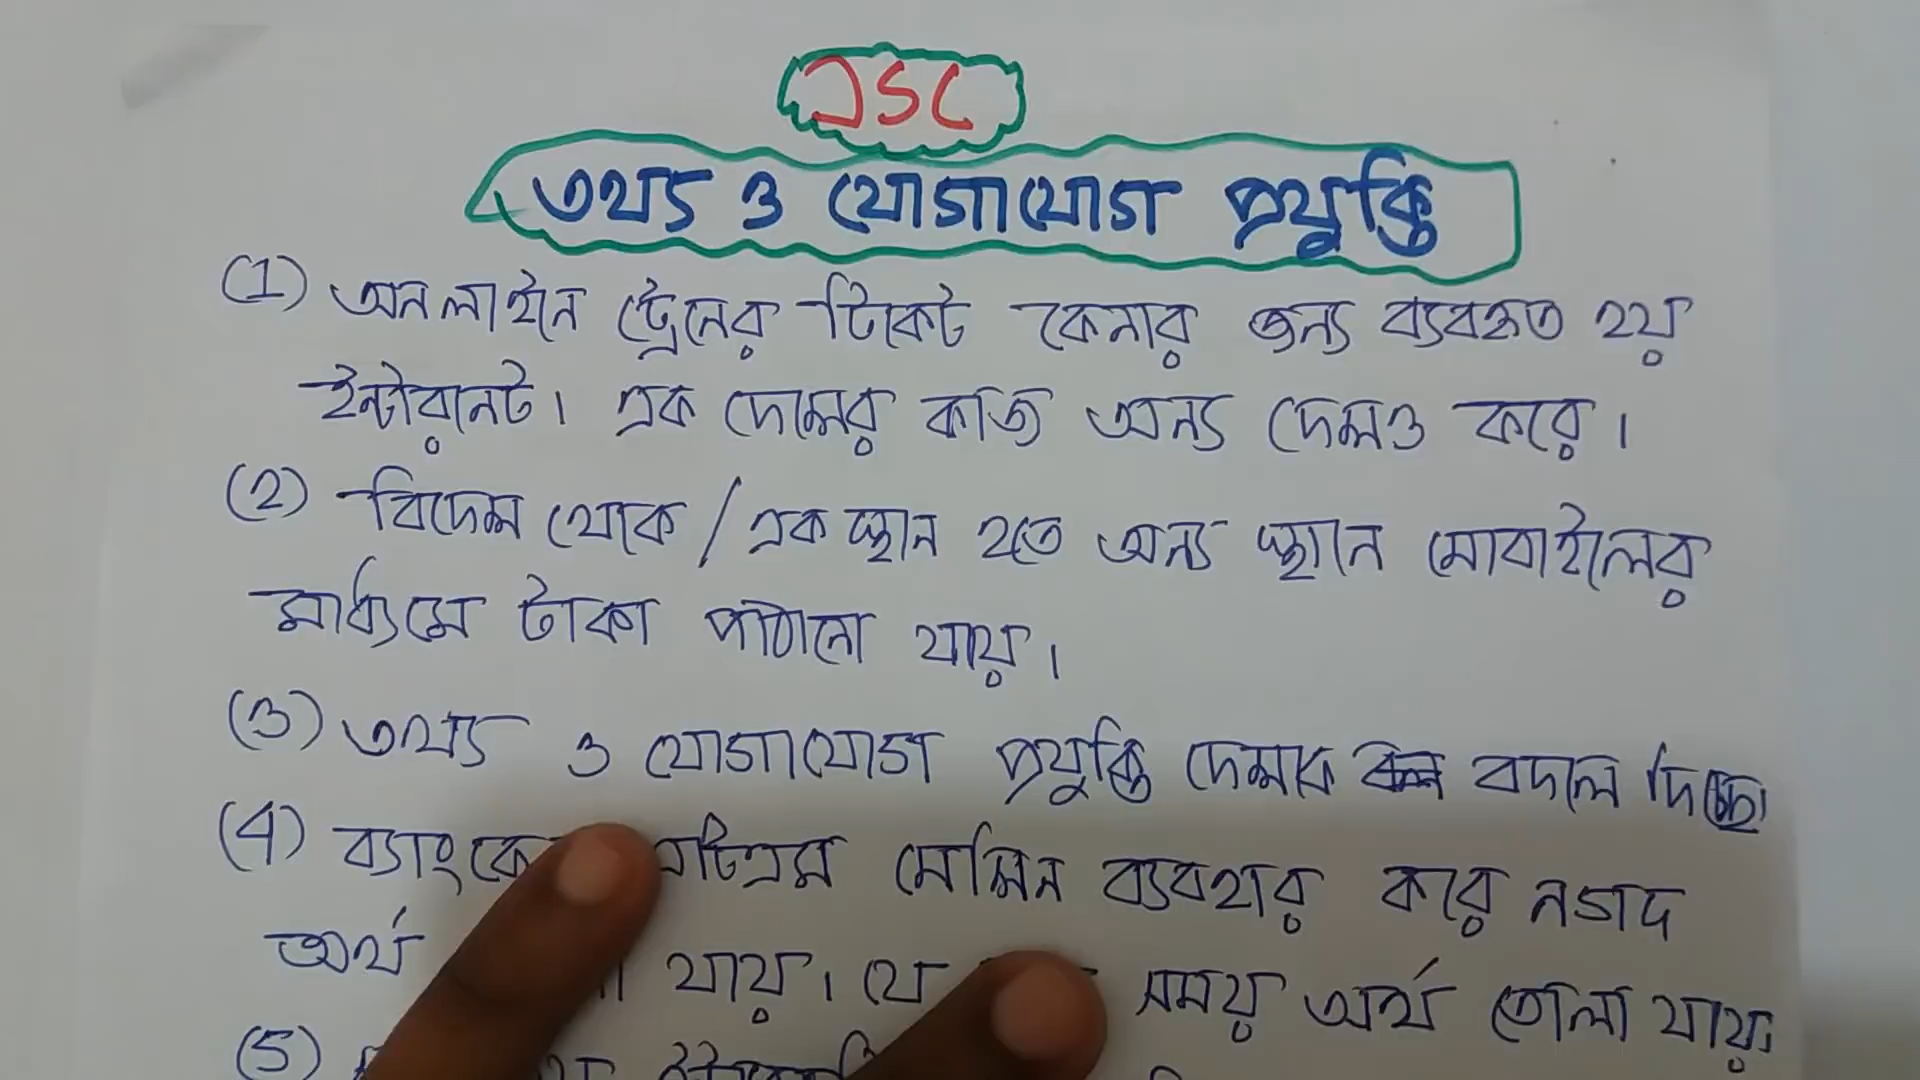 JSC
তথ্য ও যোগাযোগ প্রযুক্তি
(1) অনলাইনে ট্রেনের টিকেট কেনার জন্য ব্যবহৃত হয়
ইন্টারনেট। এক দেশের কাজ অন্য দেশও করে।
(2) বিদেশ থেকে / এক স্থান হতে অন্য স্থানে মোবাইলের
মাধ্যমে টাকা পাঠানো যায়।
(3) তথ্য ও যোগাযোগ প্রযুক্তি দেশকে বদলে দিচ্ছে।
(4) এটিএম মেশিন ব্যবহার করে নগদ
অর্থ যায়। যে সময় অর্থ তোলা যায়
(5)